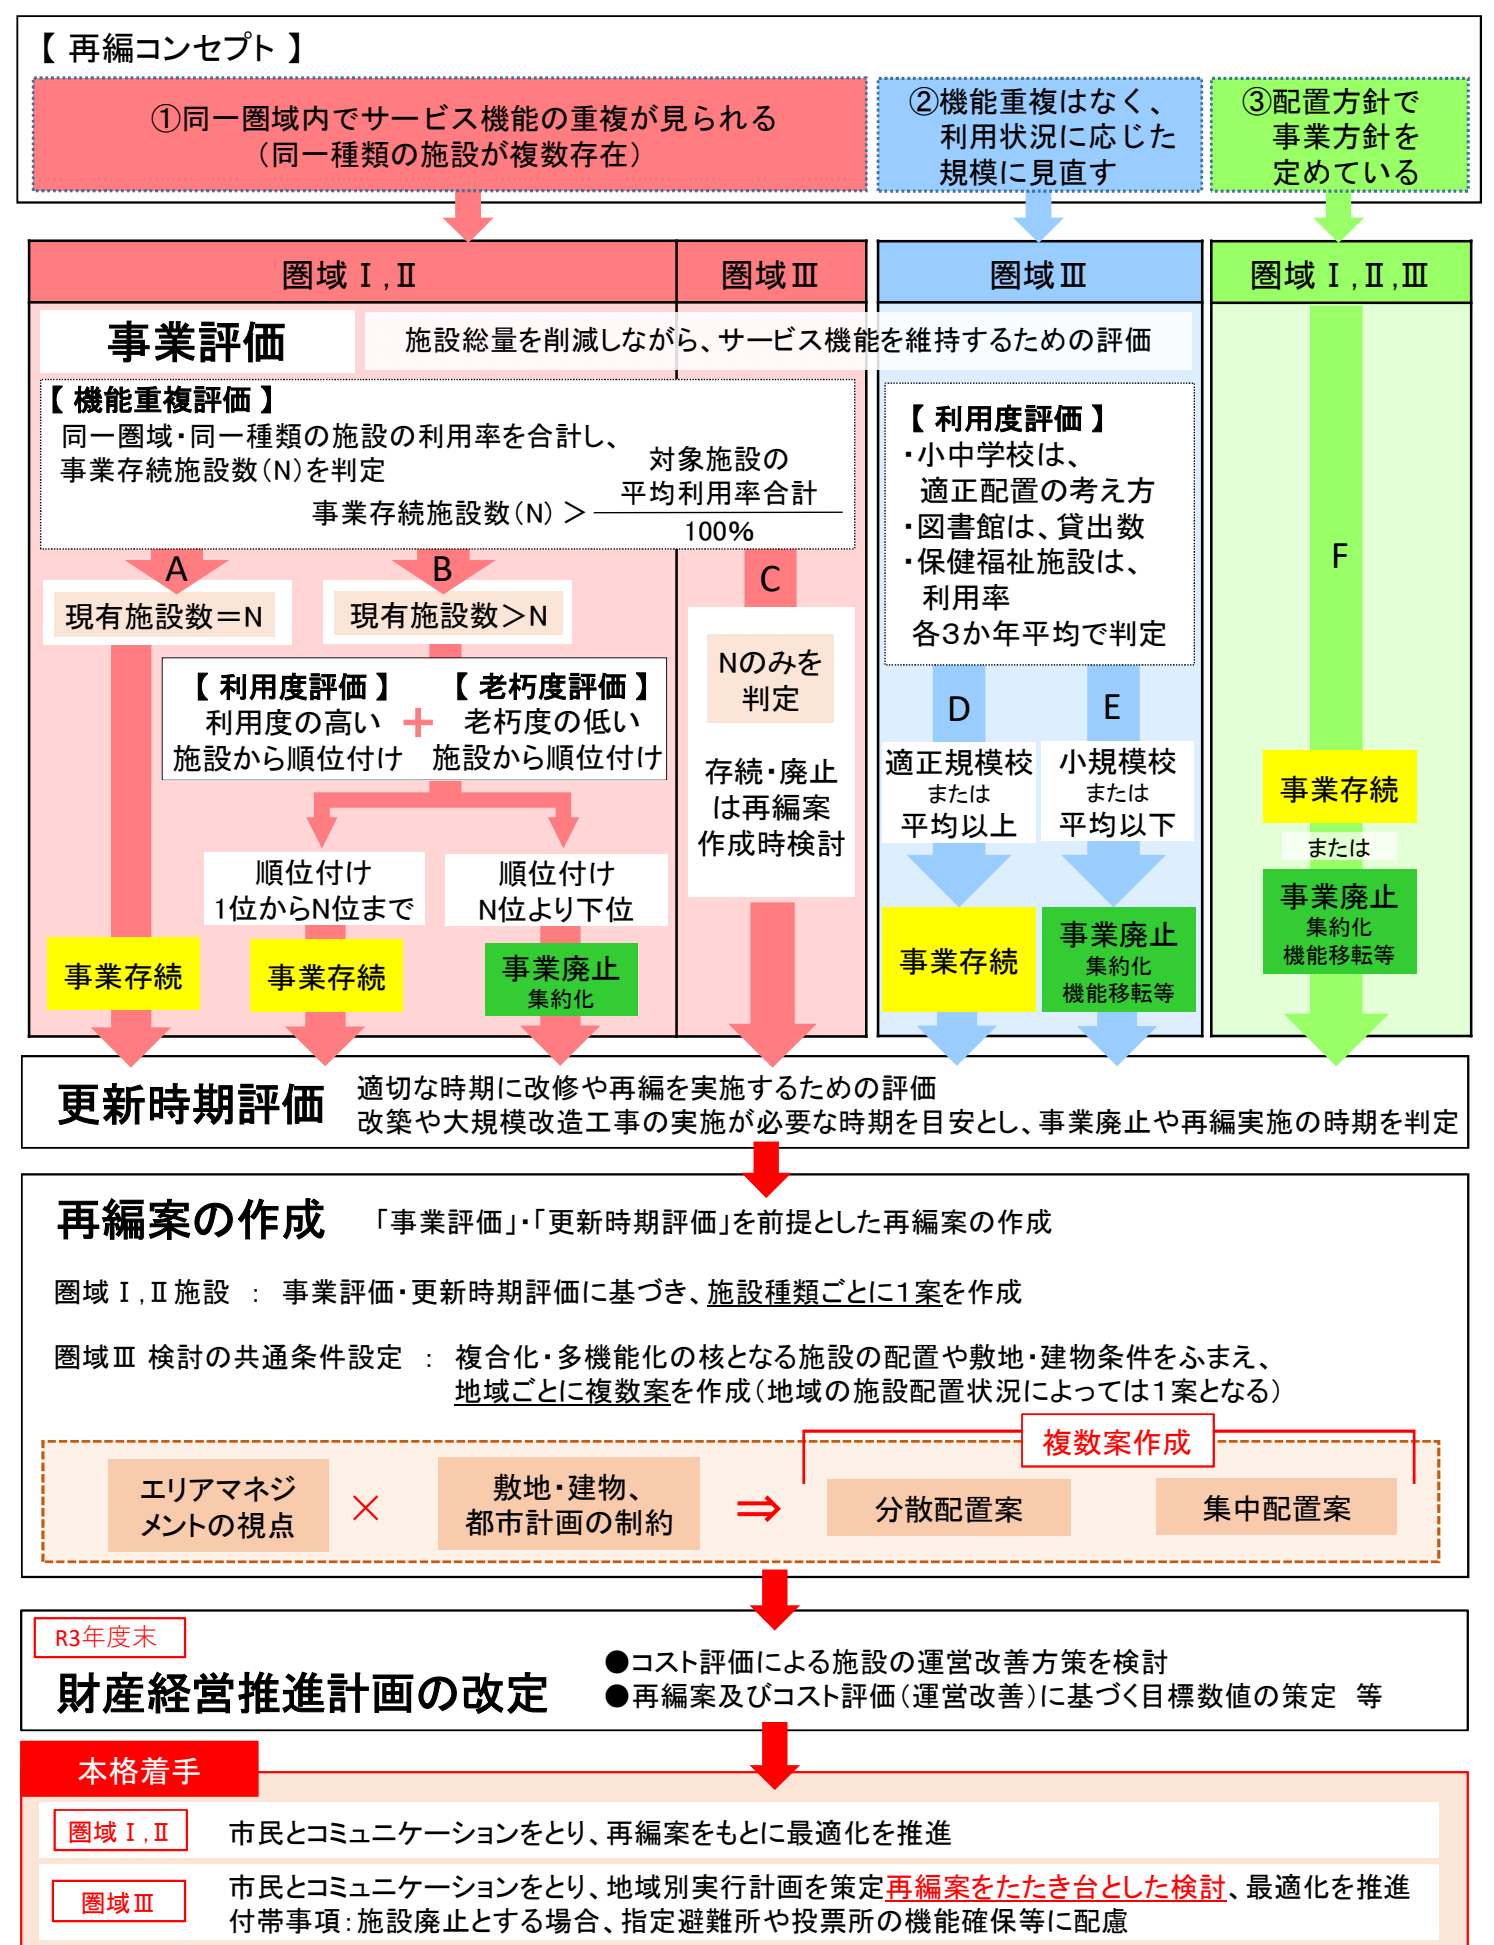 【 再編コンセプト 】
①同一圏域内でサービス機能の重複が見られる
（同一種類の施設が複数存在）
②機能重複はなく、
利用状況に応じた
規模に見直す
③配置方針で
事業方針を
定めている
圏域Ⅰ,Ⅱ
圏域Ⅲ
圏域Ⅲ
圏域Ⅰ,Ⅱ,Ⅲ
事業評価
施設総量を削減しながら、サービス機能を維持するための評価
【 機能重複評価 】
同一圏域・同一種類の施設の利用率を合計し、
事業存続施設数（N）を判定
対象施設の
平均利用率合計
事業存続施設数（N）＞
100%
【 利用度評価 】
・小中学校は、
適正配置の考え方
・図書館は、貸出数
・保健福祉施設は、
利用率
各３か年平均で判定
A
B
C
F
現有施設数＝N
現有施設数＞N
【 利用度評価 】
利用度の高い
施設から順位付け
＋
【 老朽度評価 】
老朽度の低い
施設から順位付け
Nのみを
判定
存続・廃止
は再編案
作成時検討
D
E
適正規模校
または
平均以上
小規模校
または
平均以下
順位付け
1位からN位まで
順位付け
N位より下位
事業存続
事業存続
事業廃止
集約化
事業存続
事業廃止
集約化
機能移転等
事業存続
または
事業廃止
集約化
機能移転等
更新時期評価
適切な時期に改修や再編を実施するための評価
改築や大規模改造工事の実施が必要な時期を目安とし、事業廃止や再編実施の時期を判定
再編案の作成
「事業評価」・「更新時期評価」を前提とした再編案の作成
圏域Ⅰ,Ⅱ施設 ： 事業評価・更新時期評価に基づき、施設種類ごとに１案を作成
圏域Ⅲ 検討の共通条件設定 ： 複合化・多機能化の核となる施設の配置や敷地・建物条件をふまえ、
地域ごとに複数案を作成（地域の施設配置状況によっては１案となる）
複数案作成
エリアマネジ
メントの視点
×
敷地・建物、
都市計画の制約
⇒
分散配置案
集中配置案
R3年度末
財産経営推進計画の改定
●コスト評価による施設の運営改善方策を検討
●再編案及びコスト評価（運営改善）に基づく目標数値の策定 等
本格着手
圏域Ⅰ,Ⅱ
市民とコミュニケーションをとり、再編案をもとに最適化を推進
圏域Ⅲ
市民とコミュニケーションをとり、地域別実行計画を策定再編案をたたき台とした検討、最適化を推進
付帯事項：施設廃止とする場合、指定避難所や投票所の機能確保等に配慮